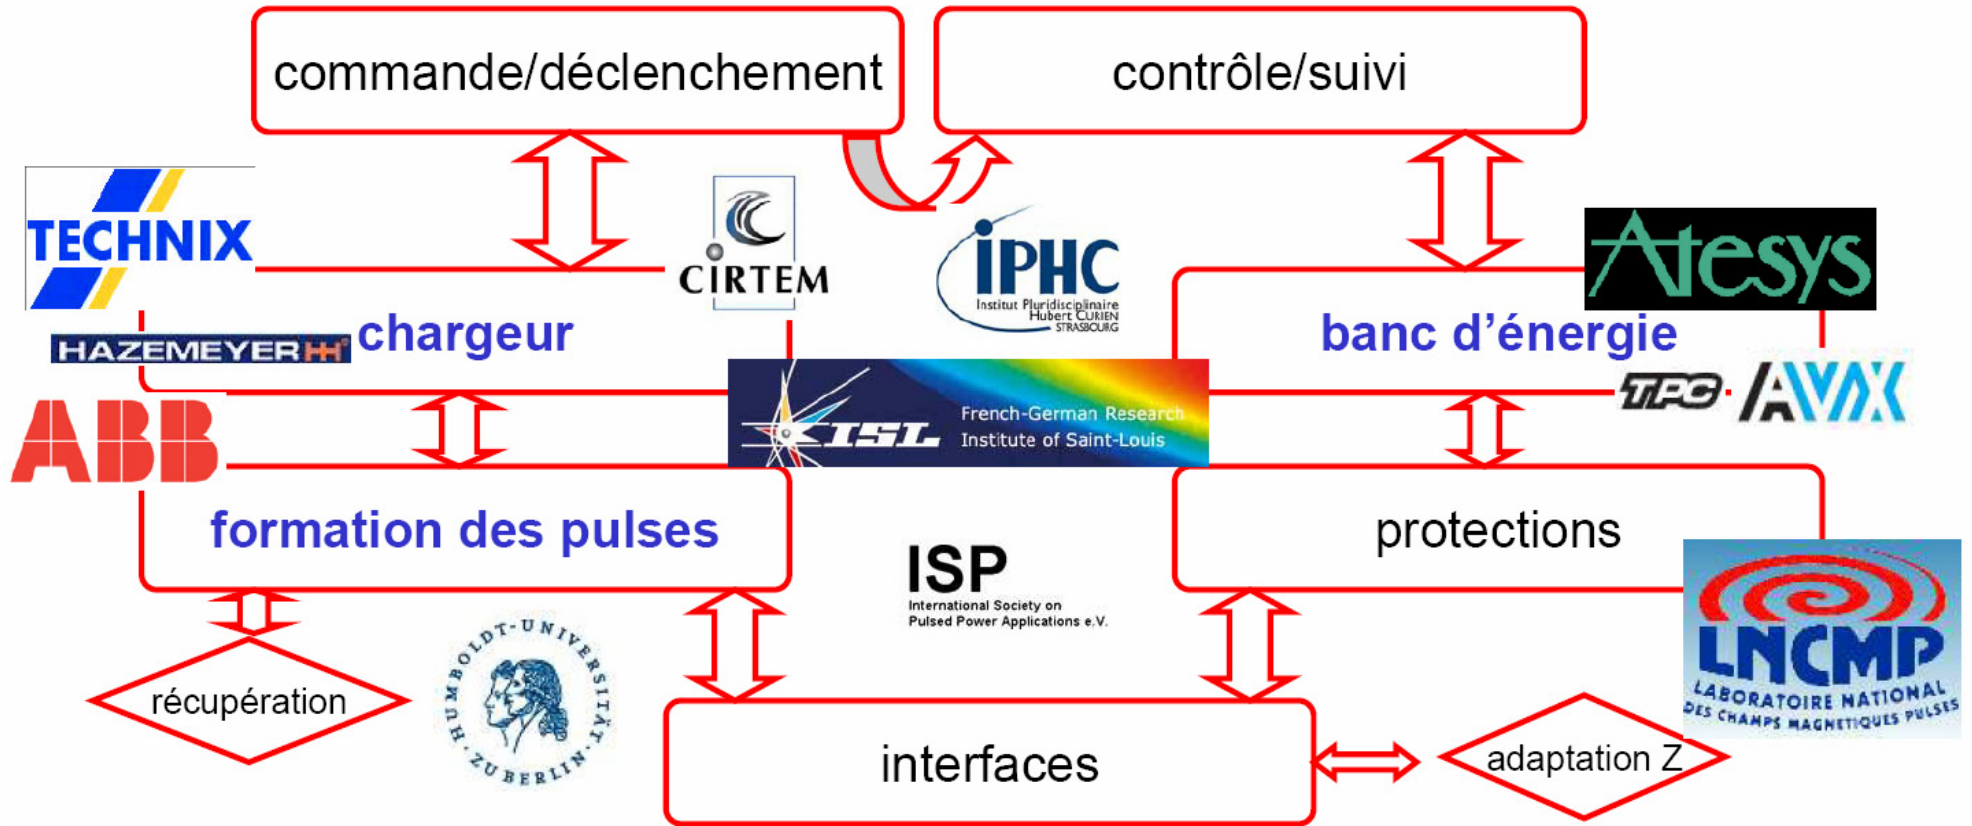 commande/déclenchement
contrôle/suivi
TECHNIX
CIRTEM
IPHC
Institut Pluridisciplinaire
Hubert CURIEN
STRASBOURG
Atesys
HAZEMEYER
chargeur
banc d’énergie
TPC
AVX
ABB
ISL
French-German Research
Institute of Saint-Louis
formation des pulses
protections
ISP
International Society on
Pulsed Power Applications e.V.
LNCMP
LABORATOIRE NATIONAL
DES CHAMPS MAGNETIQUES PULSES
HUMBOLDT-UNIVERSITÄT
ZU BERLIN
récupération
interfaces
adaptation Z